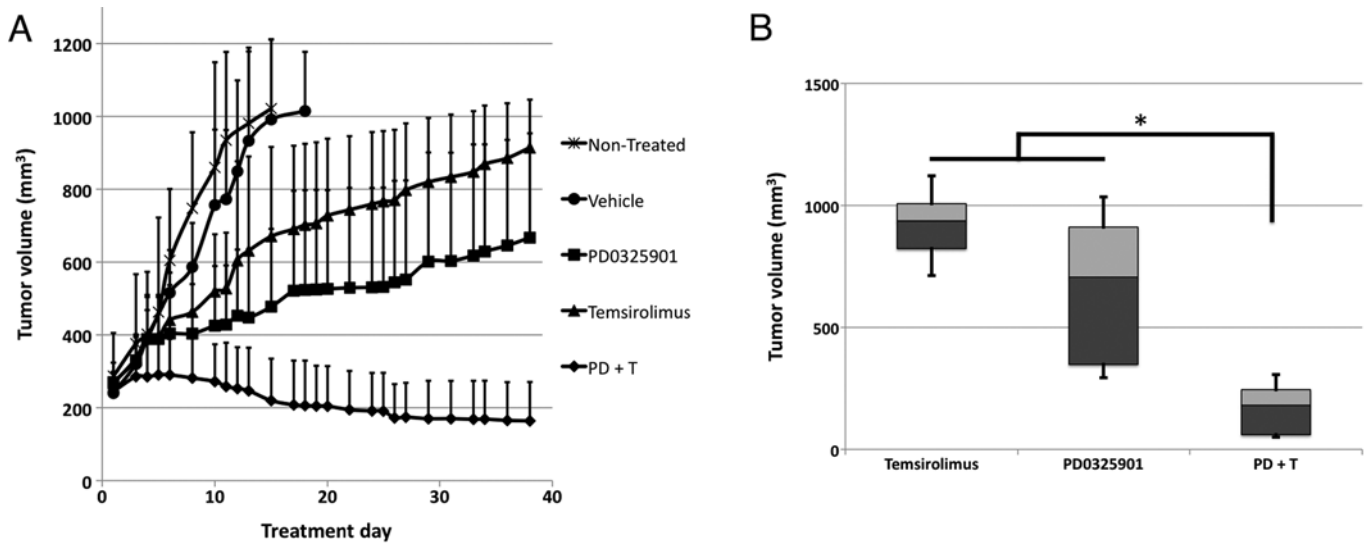 A
Tumor volume (mm³)
1200
1000
800
600
400
200
0
0 10 20 30 40
Treatment day
Non-Treated
Vehicle
PD0325901
Temsirolimus
PD + T
B
Tumor volume (mm³)
1500
1000
500
0
*
Temsirolimus PD0325901 PD + T